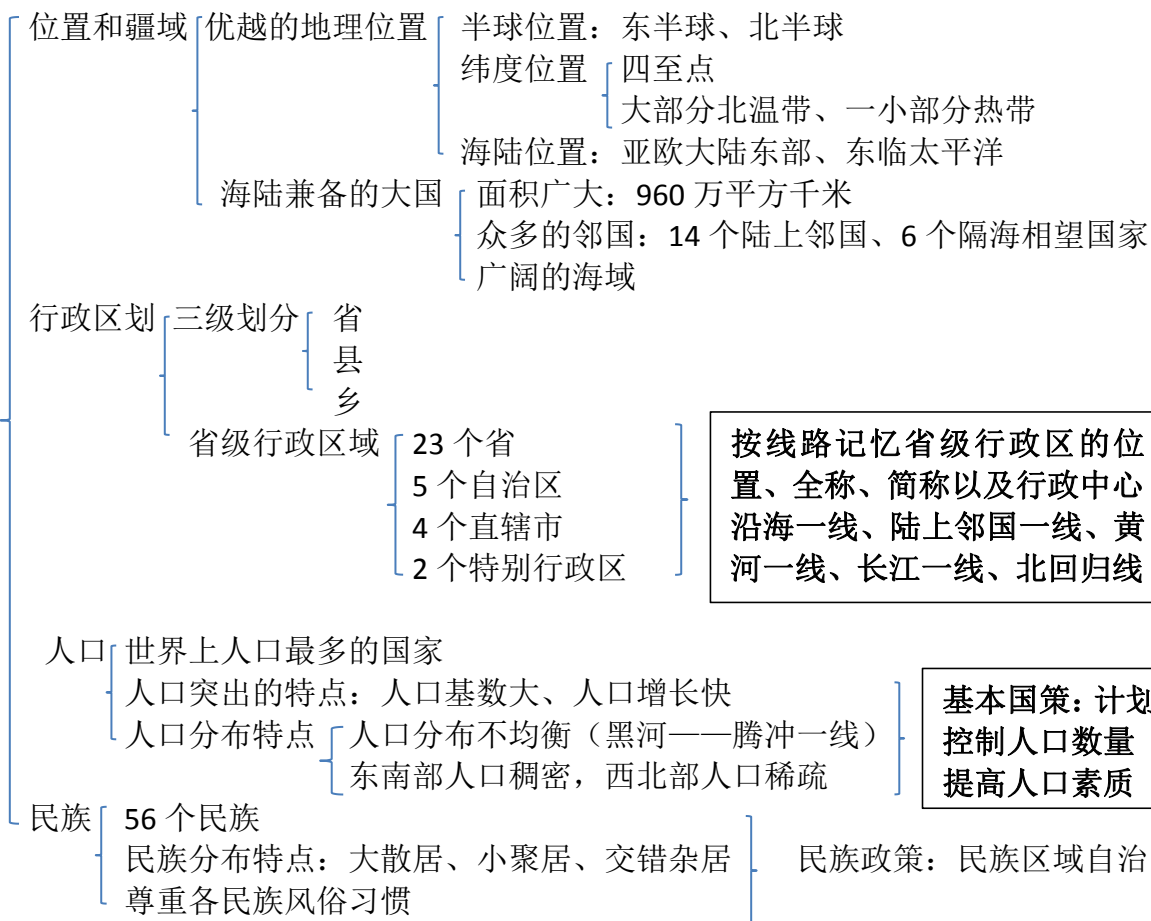 位置和疆域 优越的地理位置 半球位置：东半球、北半球
纬度位置 四至点
大部分北温带、一小部分热带
海陆位置：亚欧大陆东部、东临太平洋
海陆兼备的大国 面积广大：960 万平方千米
众多的邻国：14 个陆上邻国、6 个隔海相望国家
广阔的海域
行政区划 三级划分 省
县
乡
省级行政区域 23 个省
5 个自治区
4 个直辖市
2 个特别行政区
按线路记忆省级行政区的位
置、全称、简称以及行政中心
沿海一线、陆上邻国一线、黄
河一线、长江一线、北回归线
人口 世界上人口最多的国家
人口突出的特点：人口基数大、人口增长快
人口分布特点 人口分布不均衡（黑河——腾冲一线）
东南部人口稠密，西北部人口稀疏
基本国策：计划
控制人口数量
提高人口素质
民族 56 个民族
民族分布特点：大散居、小聚居、交错杂居 民族政策：民族区域自治
尊重各民族风俗习惯